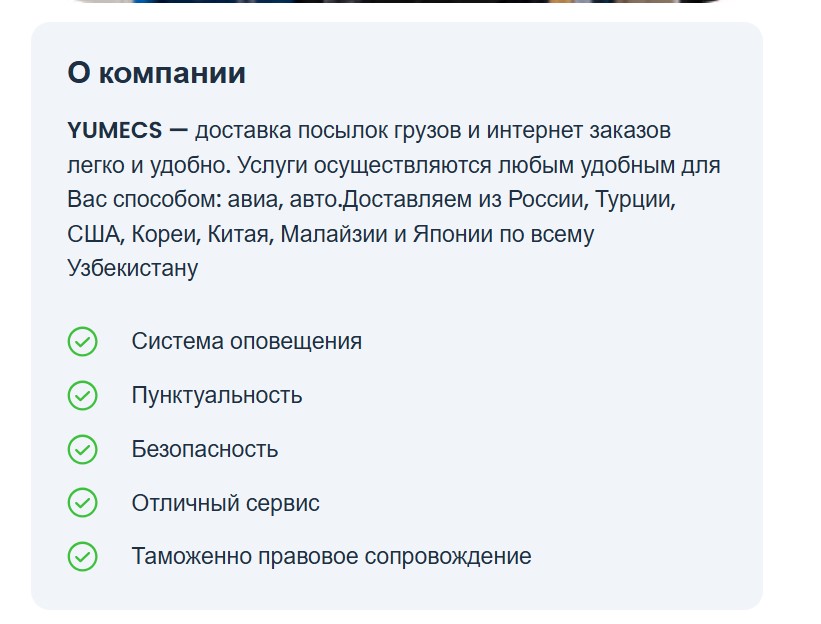 О компании
YUMECS — доставка посылок грузов и интернет заказов
легко и удобно. Услуги осуществляются любым удобным для
Вас способом: авиа, авто.Доставляем из России, Турции,
США, Кореи, Китая, Малайзии и Японии по всему
Узбекистану
Система оповещения
Пунктуальность
Безопасность
Отличный сервис
Таможенно правовое сопровождение